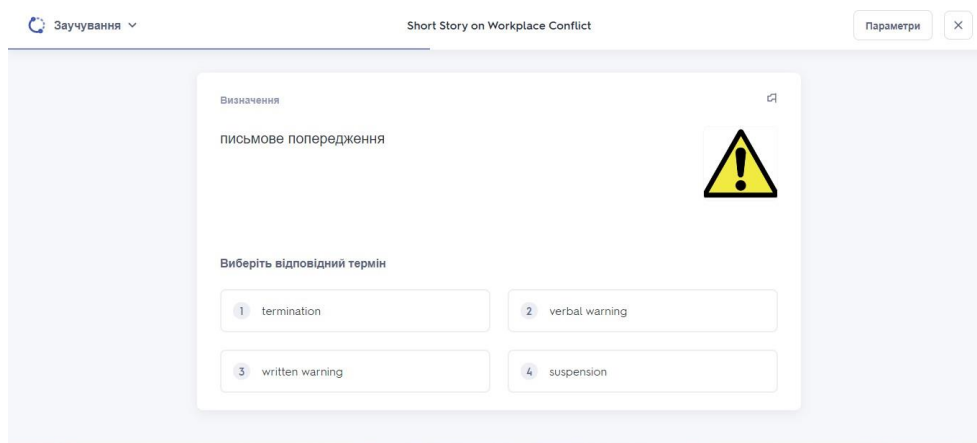 Заучування
Short Story on Workplace Conflict
Параметри
Визначення
письмове попередження
Виберіть відповідний термін
1 termination
2 verbal warning
3 written warning
4 suspension